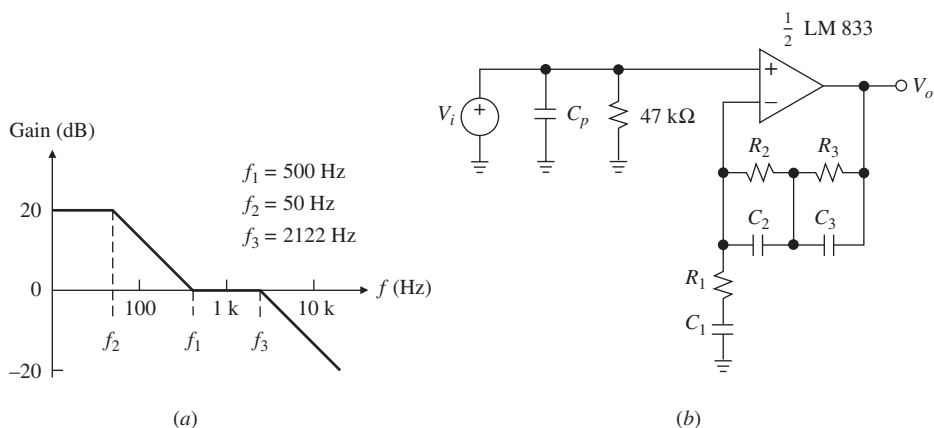 Gain (dB)
20
0
–20
100
1 k
10 k
f (Hz)
f₂
f₁
f₃
f₁ = 500 Hz
f₂ = 50 Hz
f₃ = 2122 Hz
(a)
½ LM 833
+
−
Vₒ
Vᵢ
+
Cₚ
47 kΩ
R₂
R₃
C₂
C₃
R₁
C₁
(b)